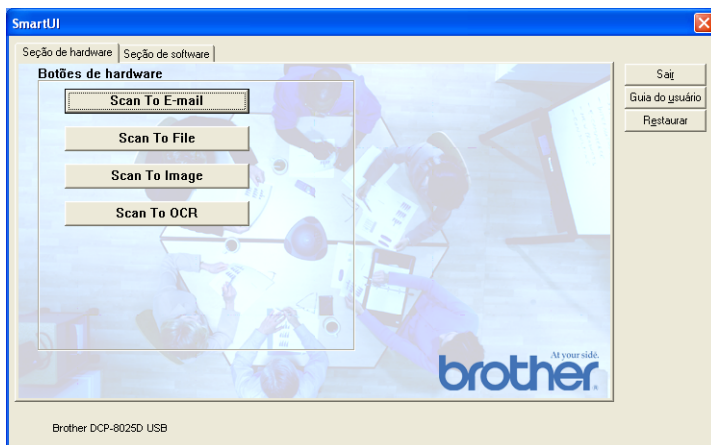 SmartUI
Seção de hardware
Seção de software
Botões de hardware
Scan To E-mail
Scan To File
Scan To Image
Scan To OCR
Sair
Guia do usuário
Restaurar
At your side.
brother
Brother DCP-8025D USB